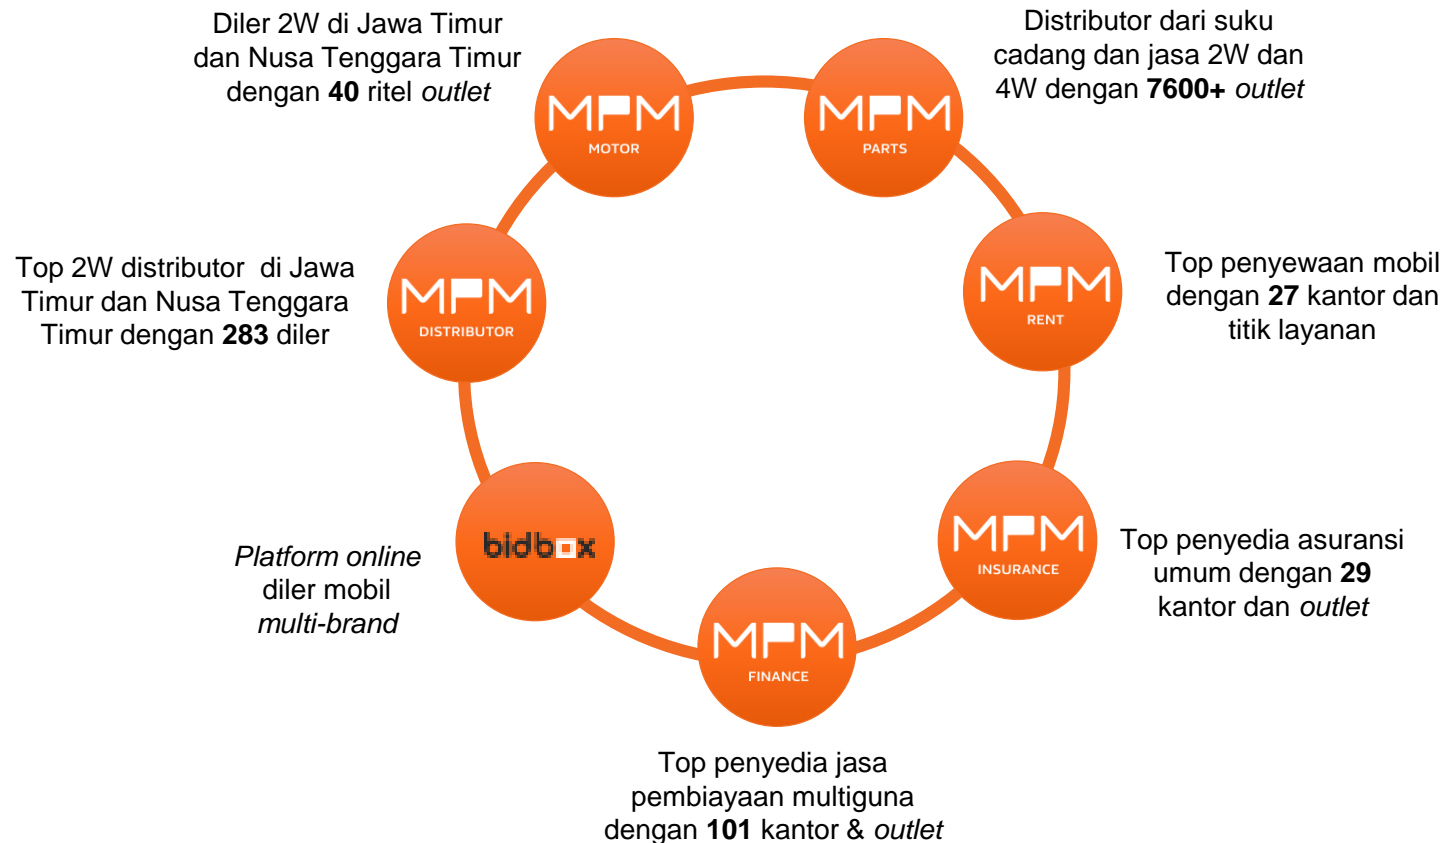 Diler 2W di Jawa Timur
dan Nusa Tenggara Timur
dengan 40 ritel outlet
MPM
MOTOR
Distributor dari suku
cadang dan jasa 2W dan
4W dengan 7600+ outlet
MPM
PARTS
Top 2W distributor di Jawa
Timur dan Nusa Tenggara
Timur dengan 283 diler
MPM
DISTRIBUTOR
MPM
RENT
Top penyewaan mobil
dengan 27 kantor dan
titik layanan
Platform online
diler mobil
multi-brand
bidbox
MPM
INSURANCE
Top penyedia asuransi
umum dengan 29
kantor dan outlet
MPM
FINANCE
Top penyedia jasa
pembiayaan multiguna
dengan 101 kantor & outlet